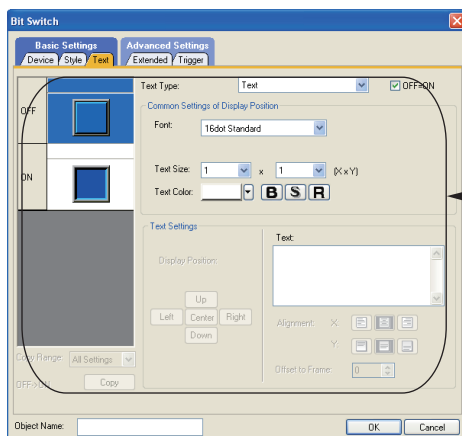 Bit Switch
Basic Settings
Advanced Settings
Device
Style
Text
Extended
Trigger
Text Type:
Text
OFF=ON
OFF
ON
Common Settings of Display Position
Font:
16dot Standard
Text Size:
1
x
1
(X x Y)
Text Color:
B
S
R
Text Settings
Display Position:
Up
Left
Center
Right
Down
Text:
Alignment:
X:
Y:
Offset to Frame:
0
Copy Range:
All Settings
OFF->ON
Copy
Object Name:
OK
Cancel